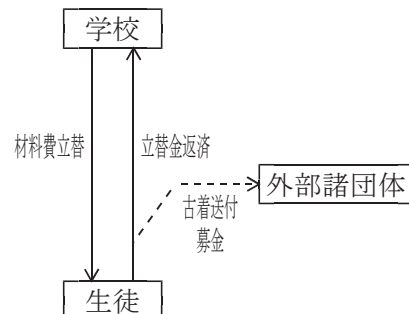 学校
材料費立替
立替金返済
外部諸団体
古着送付
募金
生徒